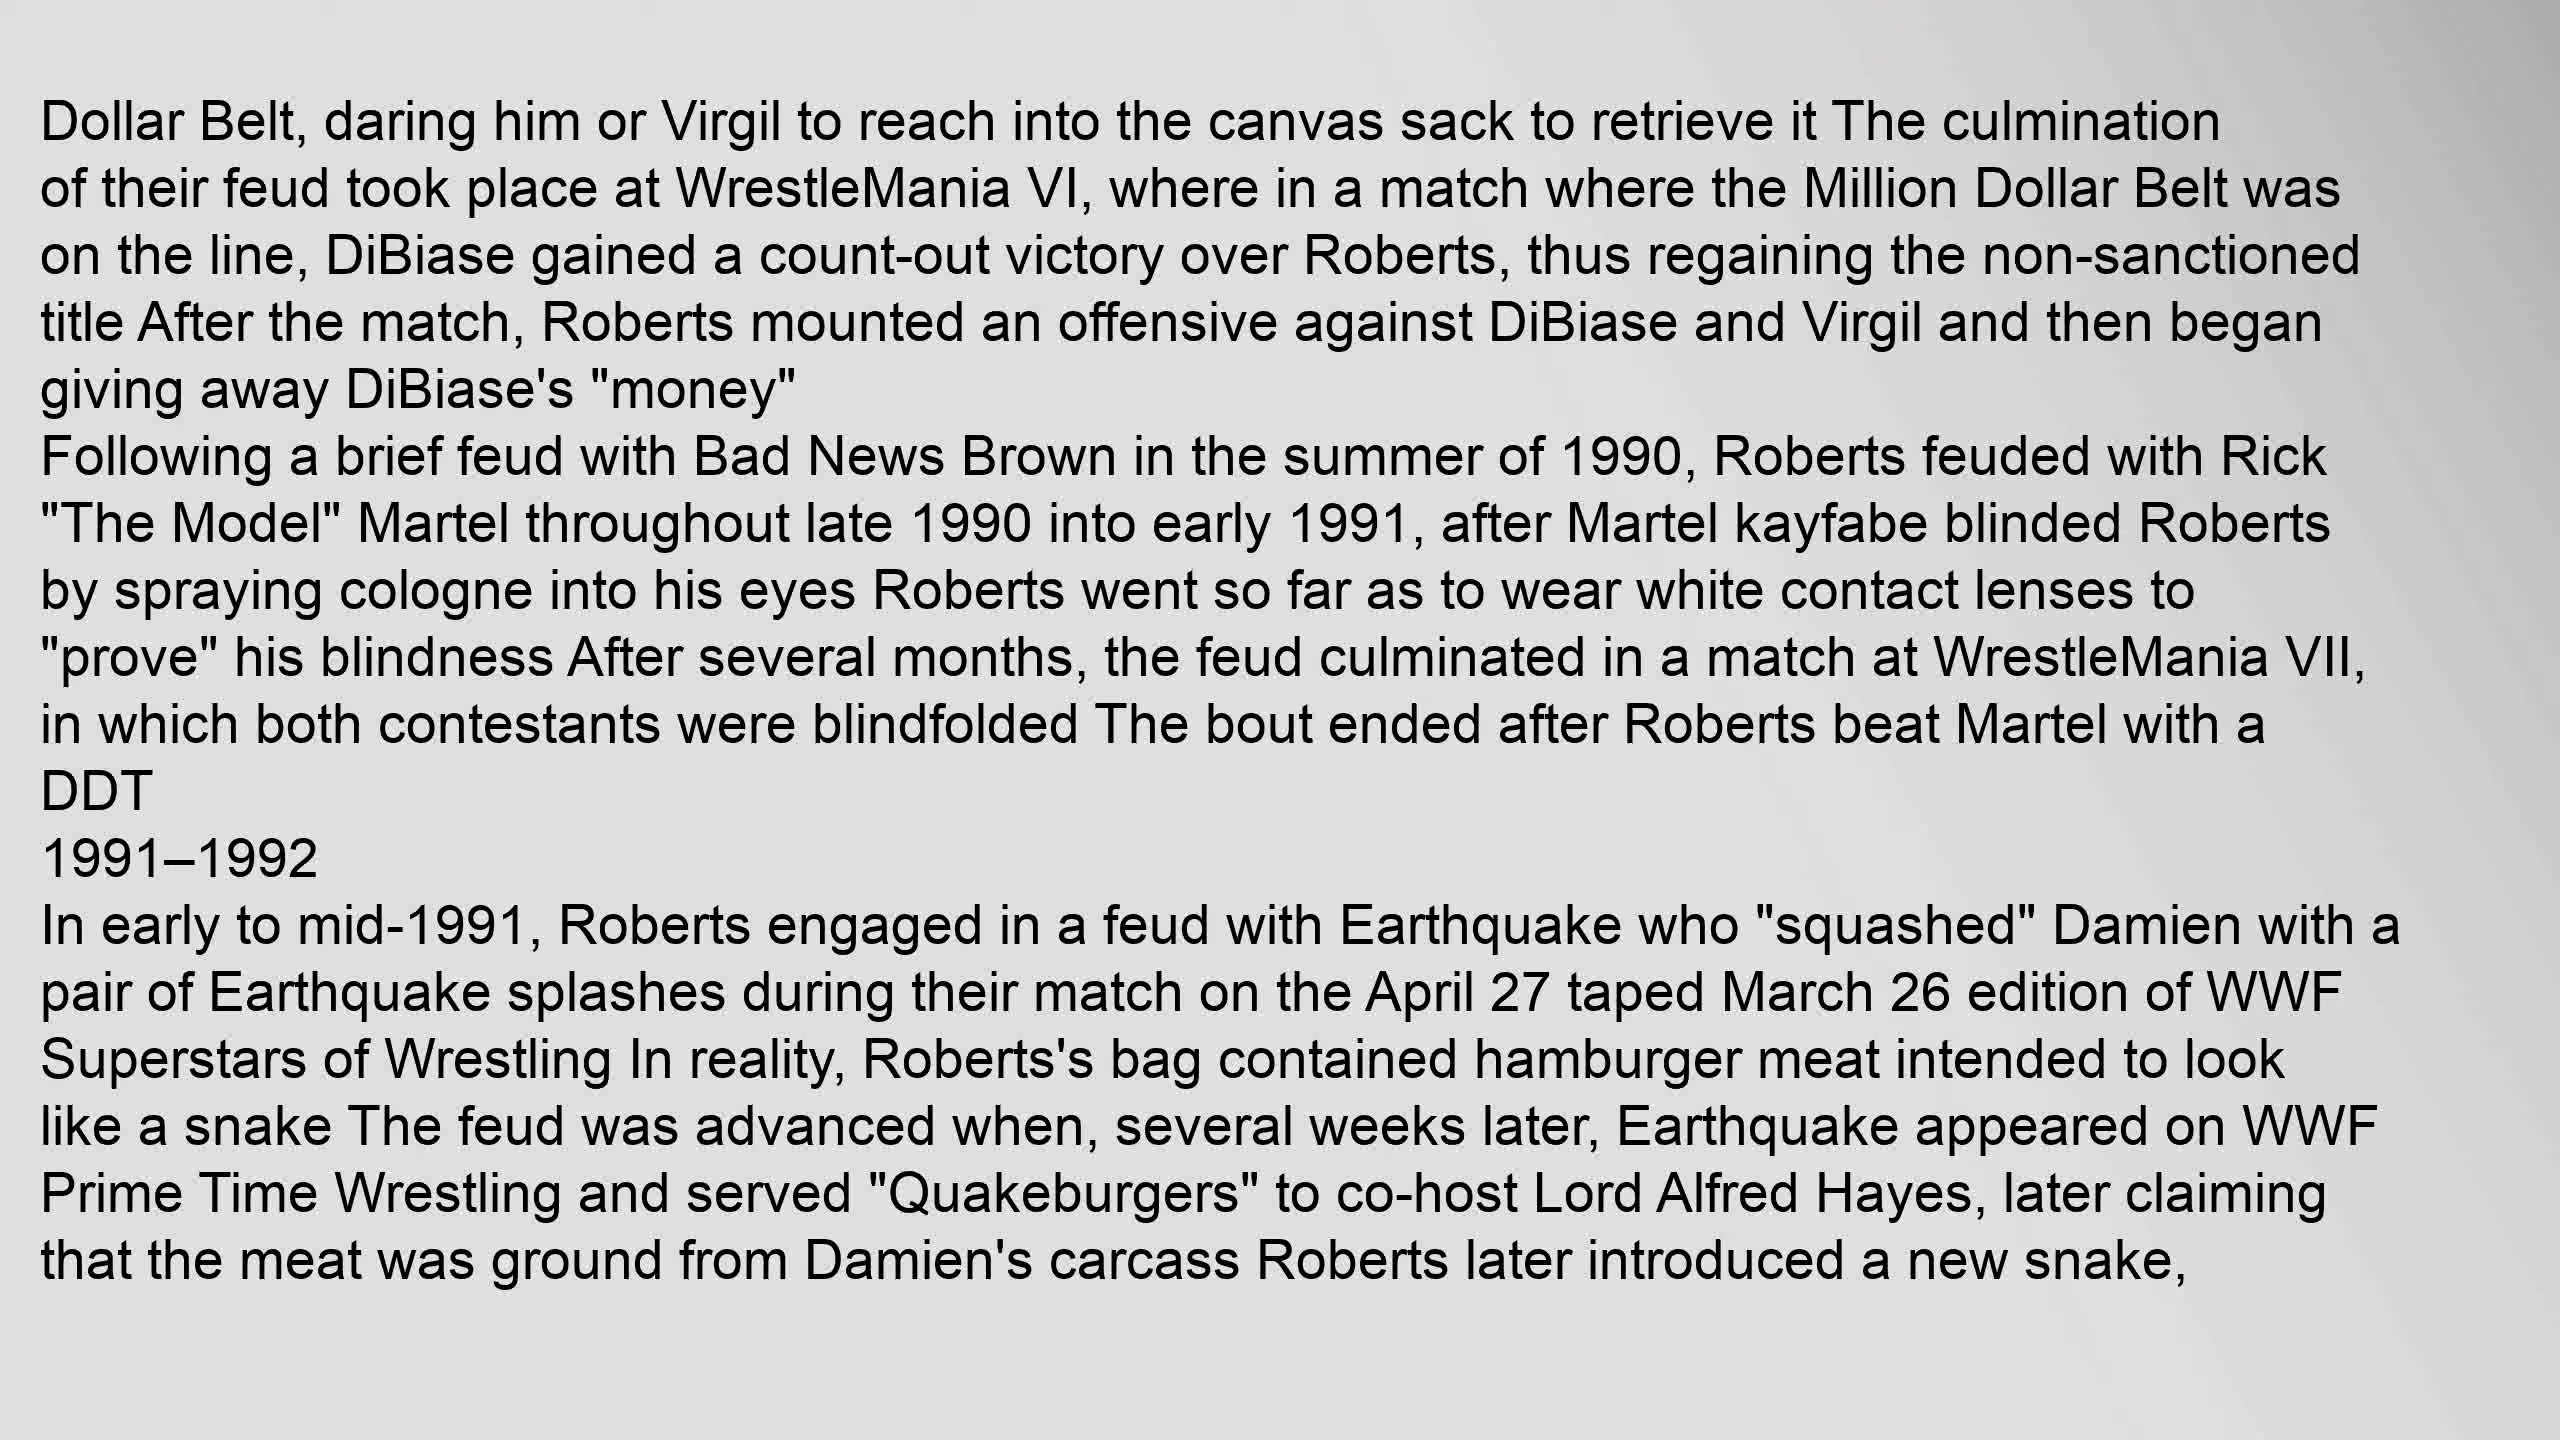 Dollar Belt, daring him or Virgil to reach into the canvas sack to retrieve it The culmination
of their feud took place at WrestleMania VI, where in a match where the Million Dollar Belt was
on the line, DiBiase gained a count-out victory over Roberts, thus regaining the non-sanctioned
title After the match, Roberts mounted an offensive against DiBiase and Virgil and then began
giving away DiBiase's "money"
Following a brief feud with Bad News Brown in the summer of 1990, Roberts feuded with Rick
"The Model" Martel throughout late 1990 into early 1991, after Martel kayfabe blinded Roberts
by spraying cologne into his eyes Roberts went so far as to wear white contact lenses to
"prove" his blindness After several months, the feud culminated in a match at WrestleMania VII,
in which both contestants were blindfolded The bout ended after Roberts beat Martel with a
DDT
1991–1992
In early to mid-1991, Roberts engaged in a feud with Earthquake who "squashed" Damien with a
pair of Earthquake splashes during their match on the April 27 taped March 26 edition of WWF
Superstars of Wrestling In reality, Roberts's bag contained hamburger meat intended to look
like a snake The feud was advanced when, several weeks later, Earthquake appeared on WWF
Prime Time Wrestling and served "Quakeburgers" to co-host Lord Alfred Hayes, later claiming
that the meat was ground from Damien's carcass Roberts later introduced a new snake,